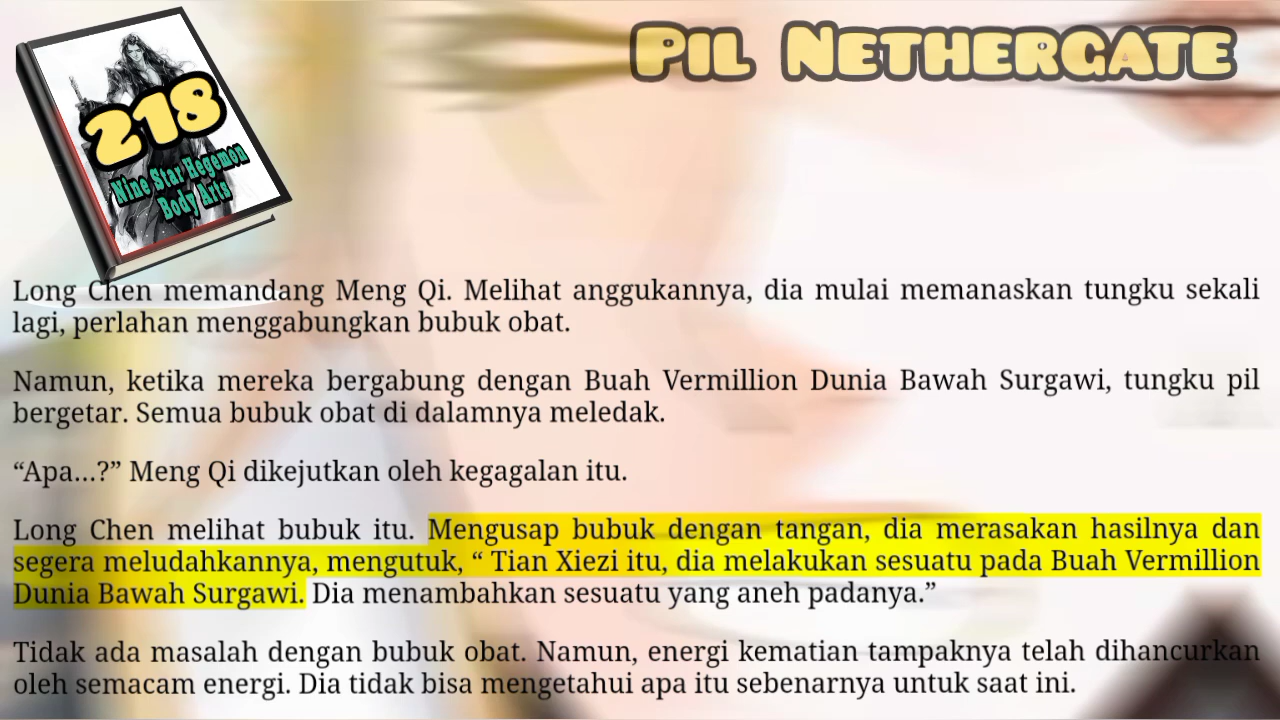 Pil Nethergate
218
Nine Star Hegemon
Body Arts
Long Chen memandang Meng Qi. Melihat anggukannya, dia mulai memanaskan tungku sekali
lagi, perlahan menggabungkan bubuk obat.
Namun, ketika mereka bergabung dengan Buah Vermillion Dunia Bawah Surgawi, tungku pil
bergetar. Semua bubuk obat di dalamnya meledak.
“Apa...?” Meng Qi dikejutkan oleh kegagalan itu.
Long Chen melihat bubuk itu. Mengusap bubuk dengan tangan, dia merasakan hasilnya dan
segera meludahkannya, mengutuk, “ Tian Xiezi itu, dia melakukan sesuatu pada Buah Vermillion
Dunia Bawah Surgawi. Dia menambahkan sesuatu yang aneh padanya.”
Tidak ada masalah dengan bubuk obat. Namun, energi kematian tampaknya telah dihancurkan
oleh semacam energi. Dia tidak bisa mengetahui apa itu sebenarnya untuk saat ini.